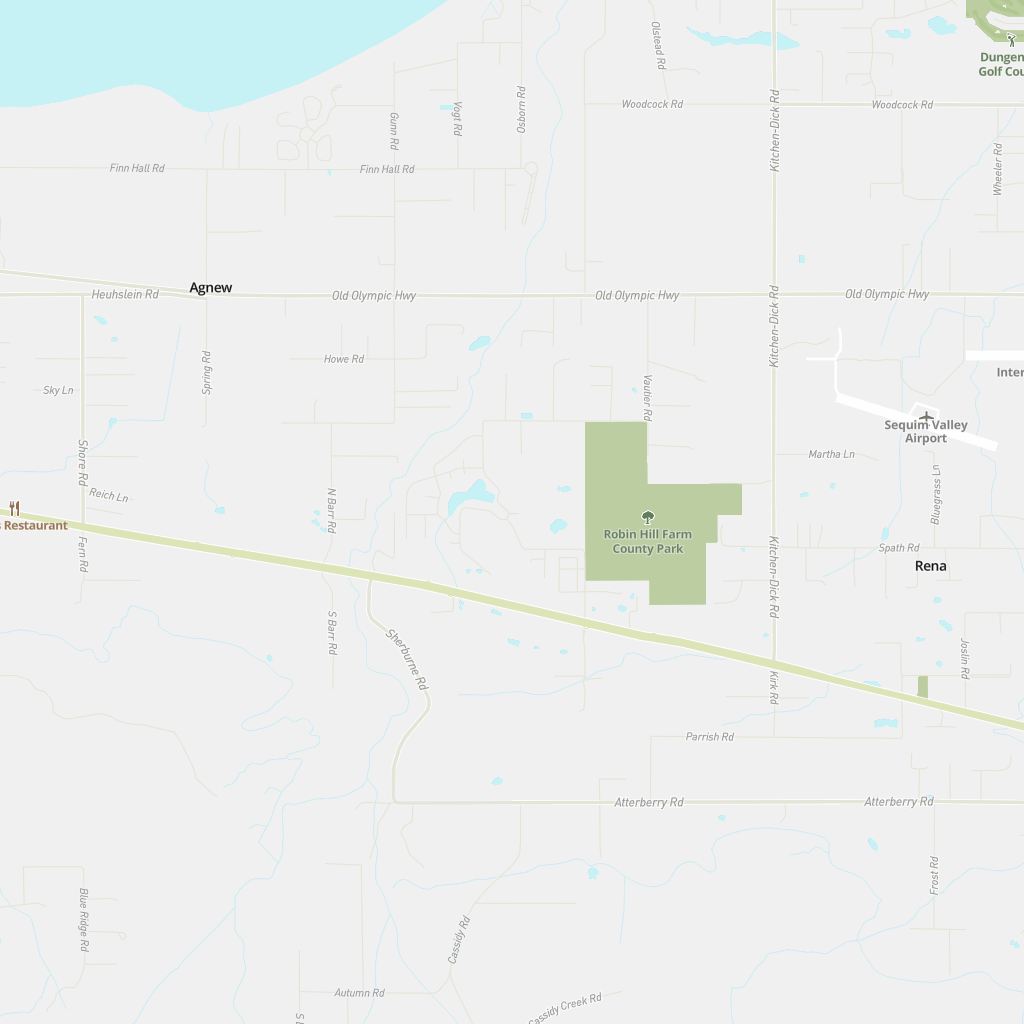 Olstead Rd
Dungen
Golf Cou
Woodcock Rd
Woodcock Rd
Kitchen-Dick Rd
Vogt Rd
Osborn Rd
Gunn Rd
Wheeler Rd
Finn Hall Rd
Finn Hall Rd
Agnew
Heuhslein Rd
Old Olympic Hwy
Old Olympic Hwy
Old Olympic Hwy
Kitchen-Dick Rd
Howe Rd
Spring Rd
Sky Ln
Inter
Vautier Rd
Sequim Valley
Airport
Martha Ln
Shore Rd
Reich Ln
Bluegrass Ln
N Barr Rd
s Restaurant
Robin Hill Farm
County Park
Fern Rd
Kitchen-Dick Rd
Spath Rd
Rena
S Barr Rd
Sherburne Rd
Joslin Rd
Kirk Rd
Parrish Rd
Atterberry Rd
Atterberry Rd
Frost Rd
Blue Ridge Rd
Cassidy Rd
Autumn Rd
Cassidy Creek Rd